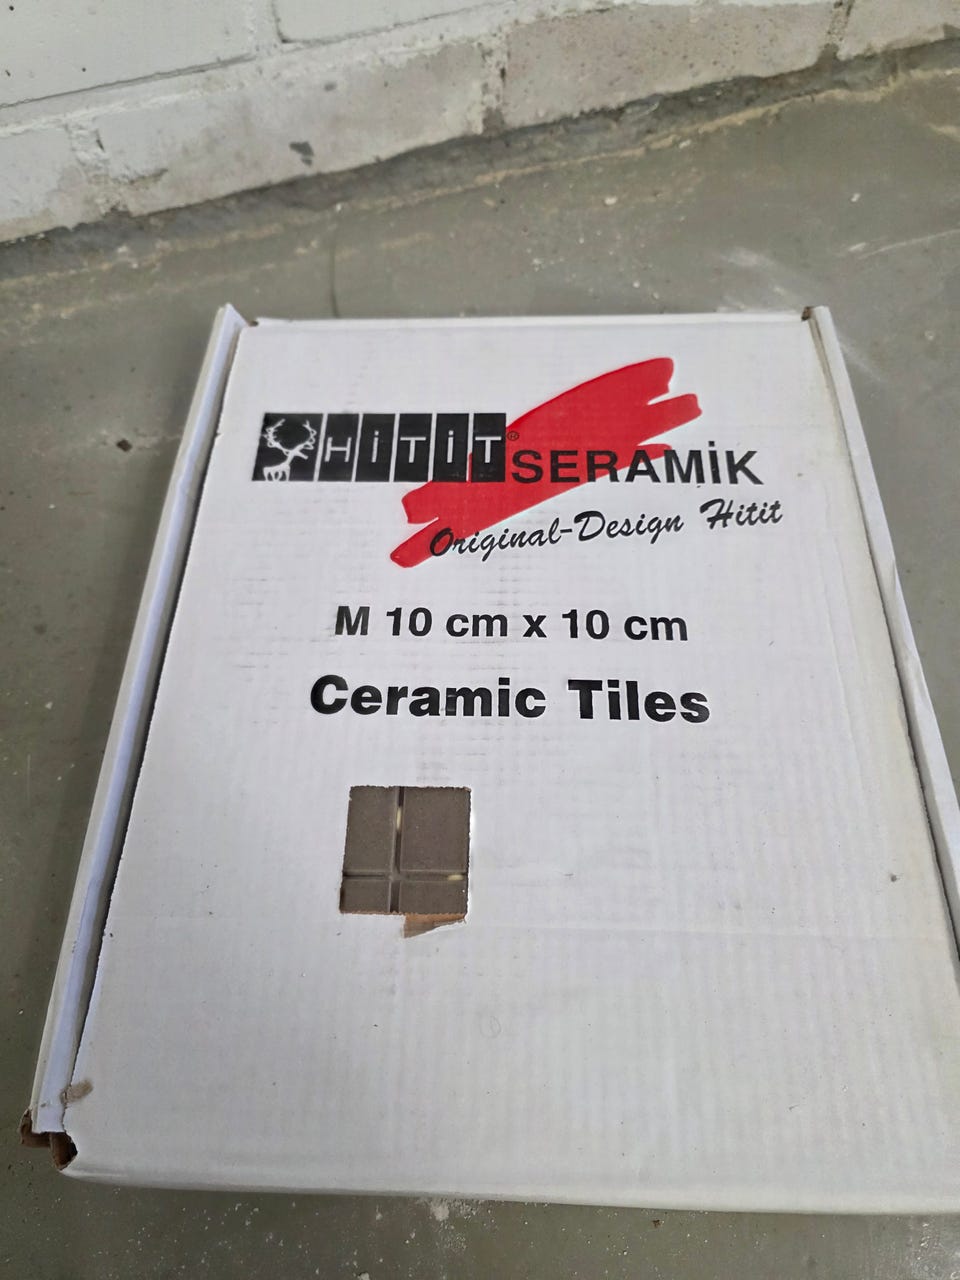 HİTİT® SERAMİK
Original-Design Hitit
M 10 cm x 10 cm
Ceramic Tiles